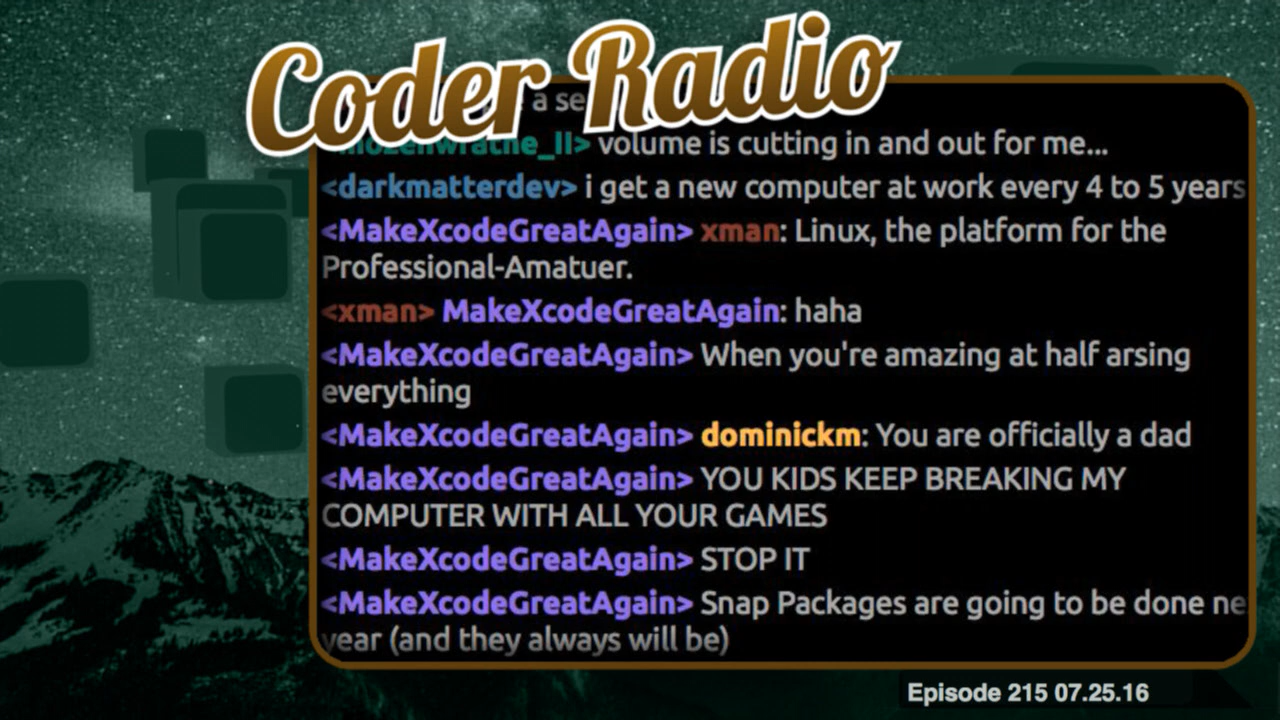 Coder Radio
a se
volume is cutting in and out for me...
<darkmatterdev> i get a new computer at work every 4 to 5 years
<MakeXcodeGreatAgain> xman: Linux, the platform for the
Professional-Amatuer.
<xman> MakeXcodeGreatAgain: haha
<MakeXcodeGreatAgain> When you're amazing at half arsing
everything
<MakeXcodeGreatAgain> dominickm: You are officially a dad
<MakeXcodeGreatAgain> YOU KIDS KEEP BREAKING MY
COMPUTER WITH ALL YOUR GAMES
<MakeXcodeGreatAgain> STOP IT
<MakeXcodeGreatAgain> Snap Packages are going to be done ne
year (and they always will be)
Episode 215 07.25.16